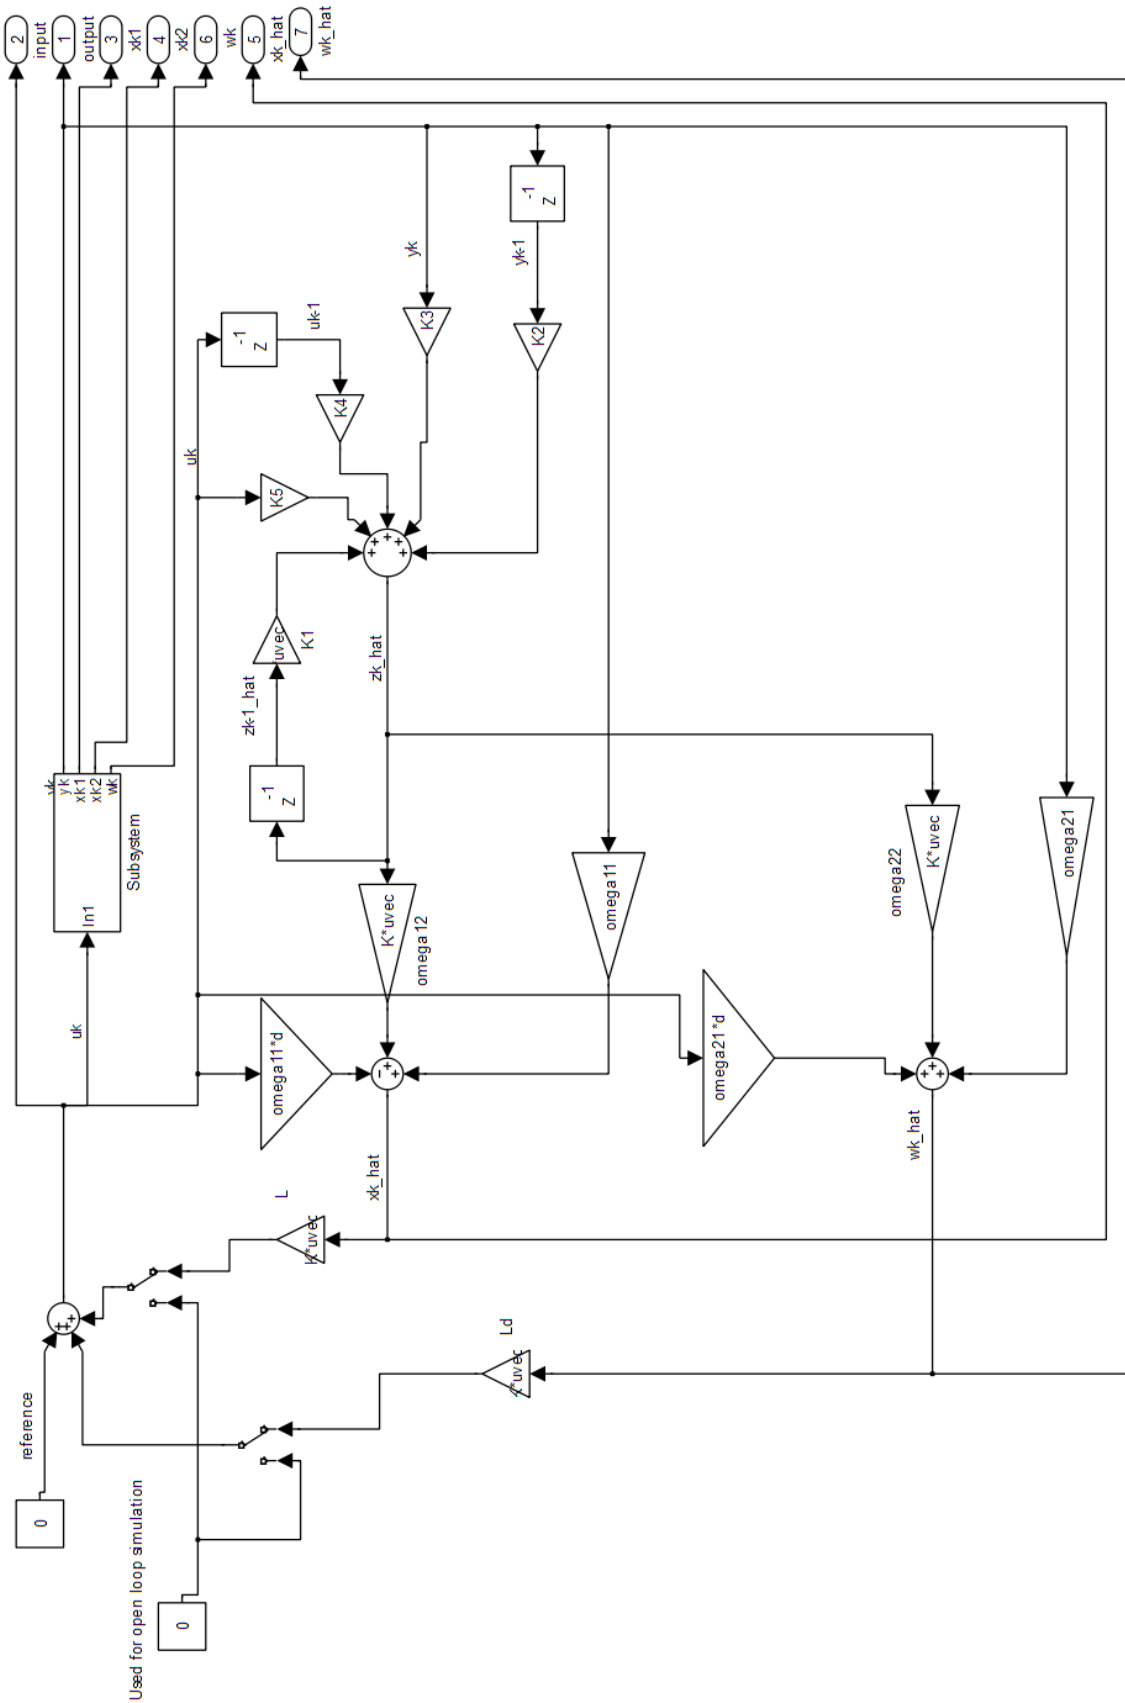 Used for open loop simulation
0
0
reference
Ld
K*uvec
L
K*uvec
uk
In1
Subsystem
yk
yk
xk1
xk2
wk
xk_hat
wk_hat
omega11*d
omega21*d
K*uvec
omega12
omega11
omega22
K*uvec
omega21
-1
z
zk-1_hat
uvec
K1
zk_hat
uk
K5
K4
-1
z
uk-1
K3
yk
K2
yk-1
-1
z
2
input
1
output
3
xk1
4
xk2
6
wk
5
xk_hat
7
wk_hat
-
+
+
+
+
+
+
+
+
+
+
+
+
+